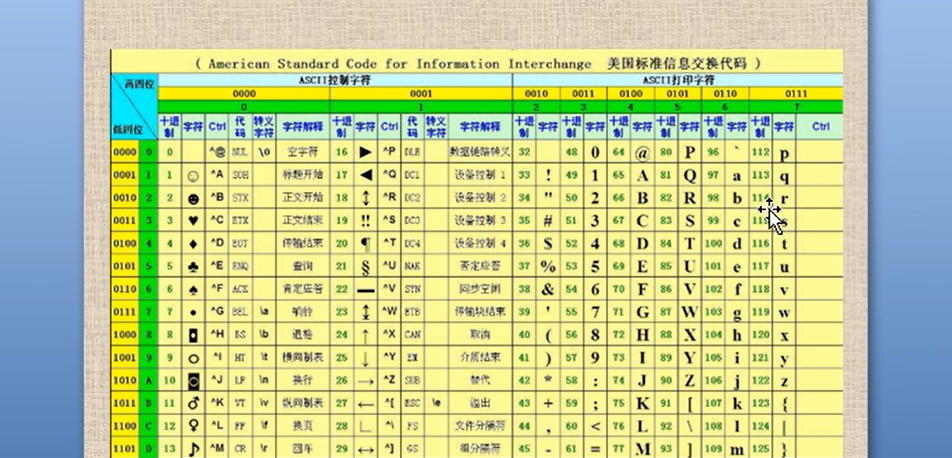 ( American Standard Code for Information Interchange 美国标准信息交换代码 )
高四位 ASCII控制字符 ASCII打印字符
0000 0001 0010 0011 0100 0101 0110 0111
0 1 2 3 4 5 6 7
低四位 十进制 字符 Ctrl 代码 转义字符 字符解释 十进制 字符 Ctrl 代码 转义字符 字符解释 十进制 字符 十进制 字符 十进制 字符 十进制 字符 十进制 字符 十进制 字符 Ctrl
0000 0 0 ^@ NUL \0 空字符 16 ► ^P DLE 数据链路转义 32 48 0 64 @ 80 P 96 ` 112 p
0001 1 1 ☺ ^A SOH 标题开始 17 ◄ ^Q DC1 设备控制 1 33 ! 49 1 65 A 81 Q 97 a 113 q
0010 2 2 ☻ ^B STX 正文开始 18 ↕ ^R DC2 设备控制 2 34 " 50 2 66 B 82 R 98 b 114 r
0011 3 3 ♥ ^C ETX 正文结束 19 ‼ ^S DC3 设备控制 3 35 # 51 3 67 C 83 S 99 c 115 s
0100 4 4 ♦ ^D EOT 传输结束 20 ¶ ^T DC4 设备控制 4 36 $ 52 4 68 D 84 T 100 d 116 t
0101 5 5 ♣ ^E ENQ 查询 21 § ^U NAK 否定应答 37 % 53 5 69 E 85 U 101 e 117 u
0110 6 6 ♠ ^F ACK 肯定应答 22 ▬ ^V SYN 同步空闲 38 & 54 6 70 F 86 V 102 f 118 v
0111 7 7 • ^G BEL \a 响铃 23 ↨ ^W ETB 传输块结束 39 ' 55 7 71 G 87 W 103 g 119 w
1000 8 8 ◘ ^H BS \b 退格 24 ↑ ^X CAN 取消 40 ( 56 8 72 H 88 X 104 h 120 x
1001 9 9 ○ ^I HT \t 横向制表 25 ↓ ^Y EM 介质结束 41 ) 57 9 73 I 89 Y 105 i 121 y
1010 A 10 ◙ ^J LF \n 换行 26 → ^Z SUB 替代 42 * 58 : 74 J 90 Z 106 j 122 z
1011 B 11 ♂ ^K VT \v 纵向制表 27 ← ^[ ESC \e 溢出 43 + 59 ; 75 K 91 [ 107 k 123 {
1100 C 12 ♀ ^L FF \f 换页 28 ∟ ^\ FS 文件分隔符 44 , 60 < 76 L 92 \ 108 l 124 |
1101 D 13 ♪ ^M CR \r 回车 29 ↔ ^] GS 组分隔符 45 - 61 = 77 M 93 ] 109 m 125 }